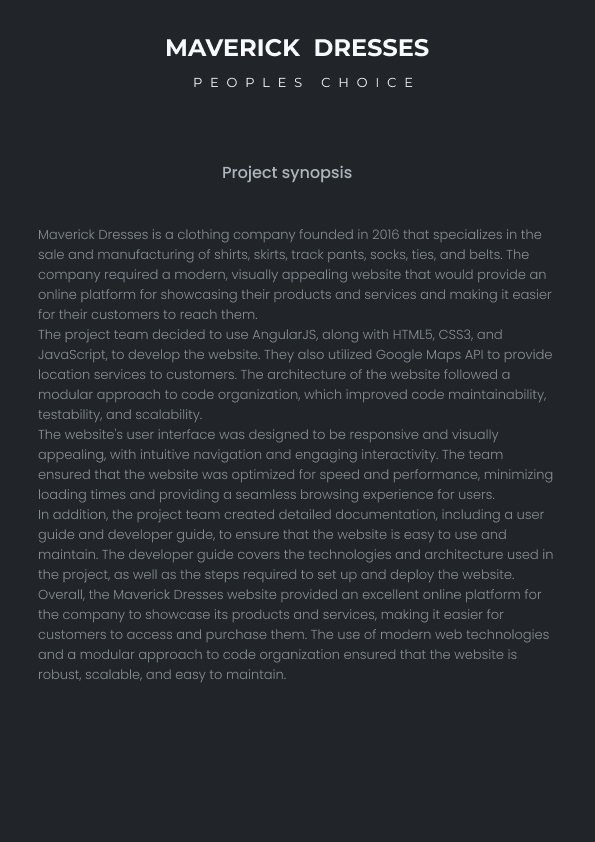 MAVERICK DRESSES
PEOPLES CHOICE
Project synopsis
Maverick Dresses is a clothing company founded in 2016 that specializes in the
sale and manufacturing of shirts, skirts, track pants, socks, ties, and belts. The
company required a modern, visually appealing website that would provide an
online platform for showcasing their products and services and making it easier
for their customers to reach them.
The project team decided to use AngularJS, along with HTML5, CSS3, and
JavaScript, to develop the website. They also utilized Google Maps API to provide
location services to customers. The architecture of the website followed a
modular approach to code organization, which improved code maintainability,
testability, and scalability.
The website's user interface was designed to be responsive and visually
appealing, with intuitive navigation and engaging interactivity. The team
ensured that the website was optimized for speed and performance, minimizing
loading times and providing a seamless browsing experience for users.
In addition, the project team created detailed documentation, including a user
guide and developer guide, to ensure that the website is easy to use and
maintain. The developer guide covers the technologies and architecture used in
the project, as well as the steps required to set up and deploy the website.
Overall, the Maverick Dresses website provided an excellent online platform for
the company to showcase its products and services, making it easier for
customers to access and purchase them. The use of modern web technologies
and a modular approach to code organization ensured that the website is
robust, scalable, and easy to maintain.